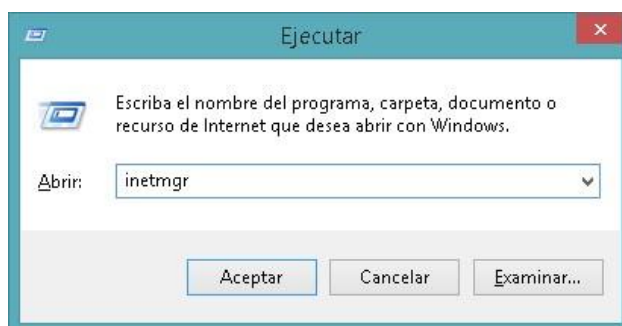 Ejecutar
Escriba el nombre del programa, carpeta, documento o
recurso de Internet que desea abrir con Windows.
Abrir: inetmgr
Aceptar Cancelar Examinar...